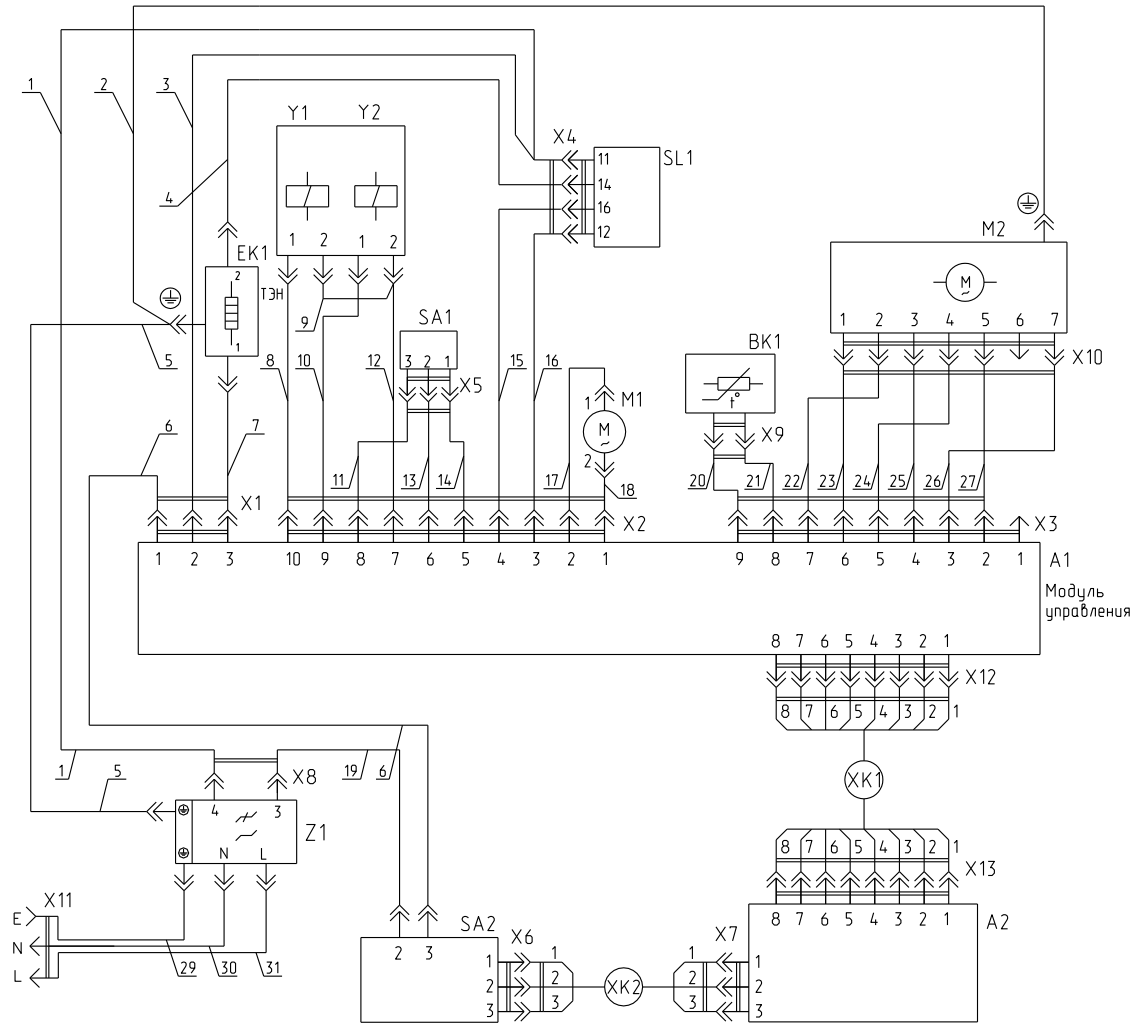 1 2 3
Y1 Y2
X4
11 SL1
14
16
12
4
1 2 1 2
M2
EK1
2
ТЭН
1
M
~
5
9
SA1
1 2 3 4 5 6 7
X10
BK1
t°
X9
3 2 1
X5
8 10 12 15 16
1 M1
M
~
2
6 7
11 13 14 17 18
20 21 22 23 24 25 26 27
X1 X2 X3
1 2 3 10 9 8 7 6 5 4 3 2 1 9 8 7 6 5 4 3 2 1 A1
Модуль
управления
8 7 6 5 4 3 2 1
X12
8 7 6 5 4 3 2 1
1 5 19 6
X8
XK1
4 3
Z1
N L
8 7 6 5 4 3 2 1
X13
X11
E
N
L
29 30 31
8 7 6 5 4 3 2 1 A2
SA2
2 3
X6 X7
1 1 1 1
2 2 XK2 2 2
3 3 3 3